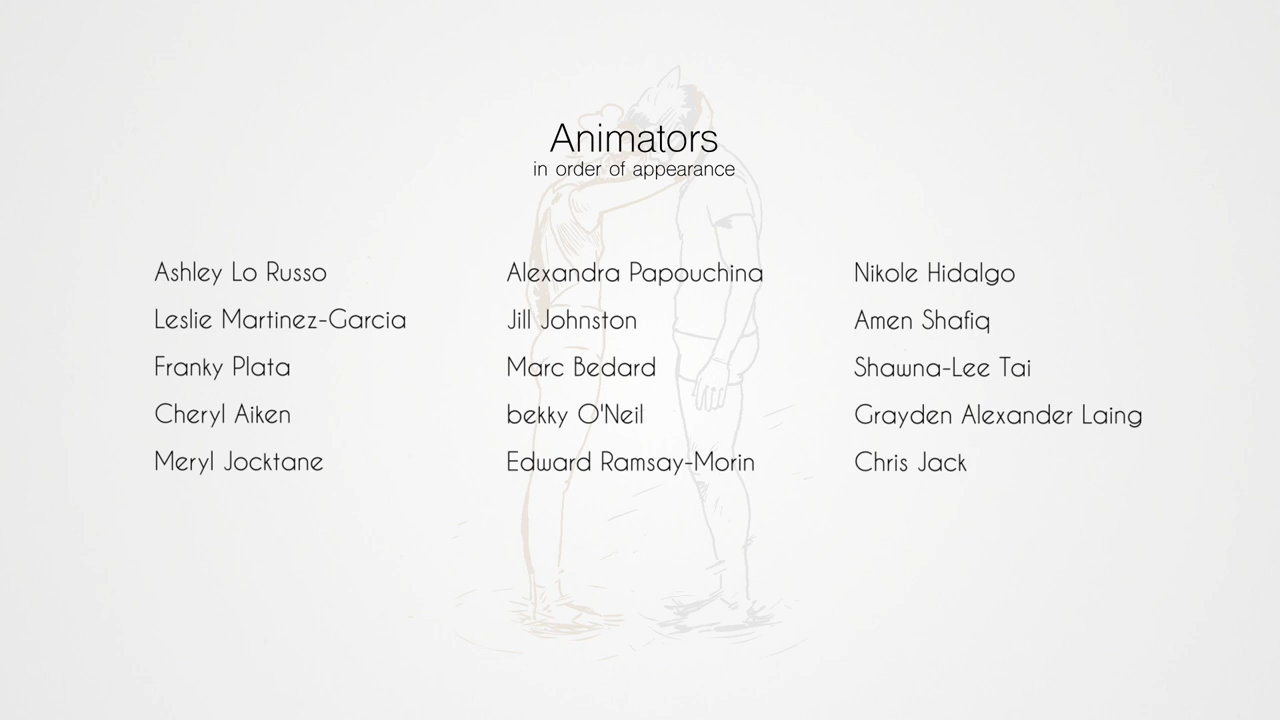 Animators
in order of appearance
Ashley Lo Russo
Leslie Martinez-Garcia
Franky Plata
Cheryl Aiken
Meryl Jocktane
Alexandra Papouchina
Jill Johnston
Marc Bedard
bekky O'Neil
Edward Ramsay-Morin
Nikole Hidalgo
Amen Shafiq
Shawna-Lee Tai
Grayden Alexander Laing
Chris Jack